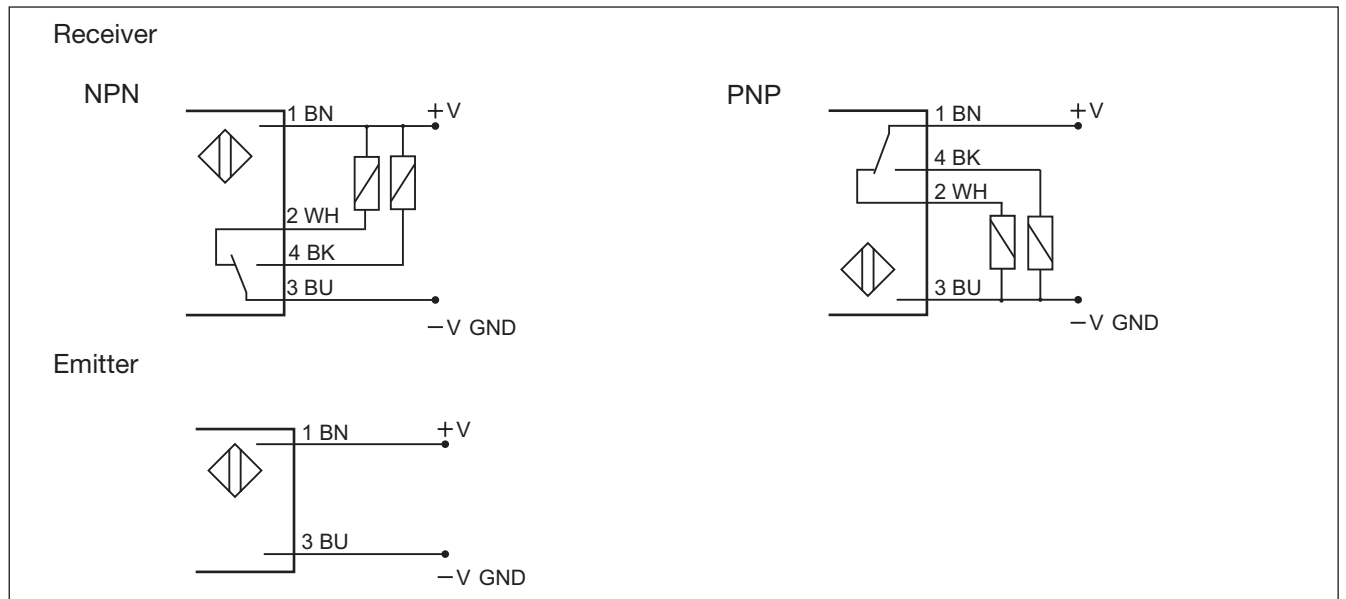 Receiver
NPN
1 BN
+V
2 WH
4 BK
3 BU
−V GND
PNP
1 BN
+V
4 BK
2 WH
3 BU
−V GND
Emitter
1 BN
+V
3 BU
−V GND